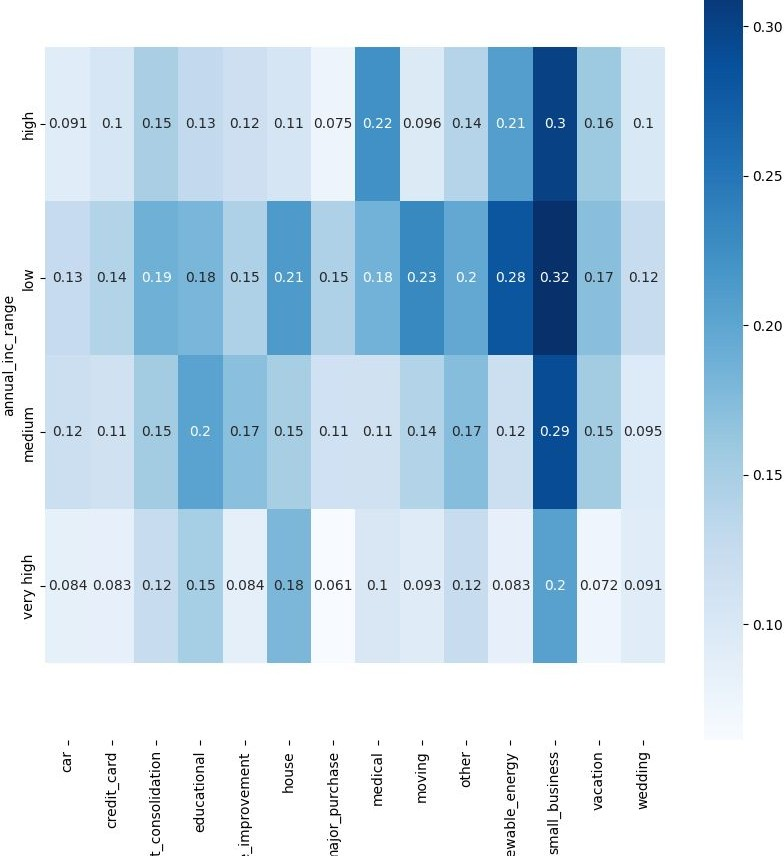 0.30
high 0.091 0.1 0.15 0.13 0.12 0.11 0.075 0.22 0.096 0.14 0.21 0.3 0.16 0.1
0.25
low 0.13 0.14 0.19 0.18 0.15 0.21 0.15 0.18 0.23 0.2 0.28 0.32 0.17 0.12
0.20
annual_inc_range
medium 0.12 0.11 0.15 0.2 0.17 0.15 0.11 0.11 0.14 0.17 0.12 0.29 0.15 0.095
0.15
very high 0.084 0.083 0.12 0.15 0.084 0.18 0.061 0.1 0.093 0.12 0.083 0.2 0.072 0.091
0.10
car
credit_card
t_consolidation
educational
e_improvement
house
major_purchase
medical
moving
other
ewable_energy
small_business
vacation
wedding